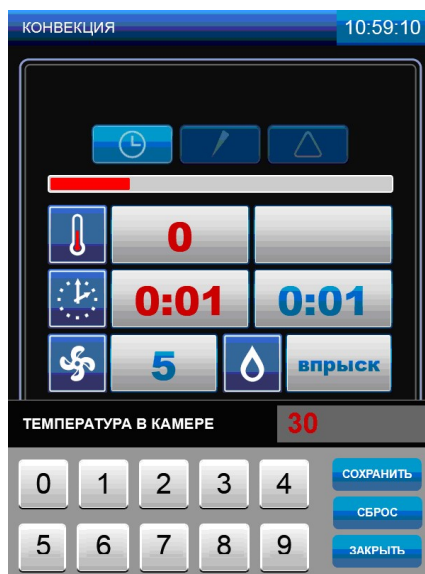 КОНВЕКЦИЯ 10:59:10
0
0:01 0:01
5 впрыск
ТЕМПЕРАТУРА В КАМЕРЕ 30
0 1 2 3 4 СОХРАНИТЬ
СБРОС
5 6 7 8 9 ЗАКРЫТЬ